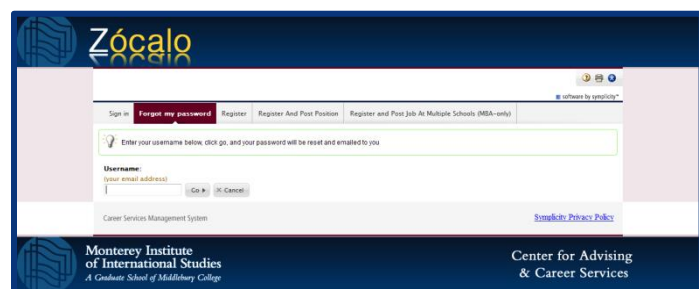 Zócalo
software by symplicity™
Sign in Forgot my password Register Register And Post Position Register and Post Job At Multiple Schools (MBA-only)
Enter your username below, click go, and your password will be reset and emailed to you
Username:
(your email address)
Go Cancel
Career Services Management System Symplicity Privacy Policy
Monterey Institute
of International Studies
A Graduate School of Middlebury College
Center for Advising
& Career Services